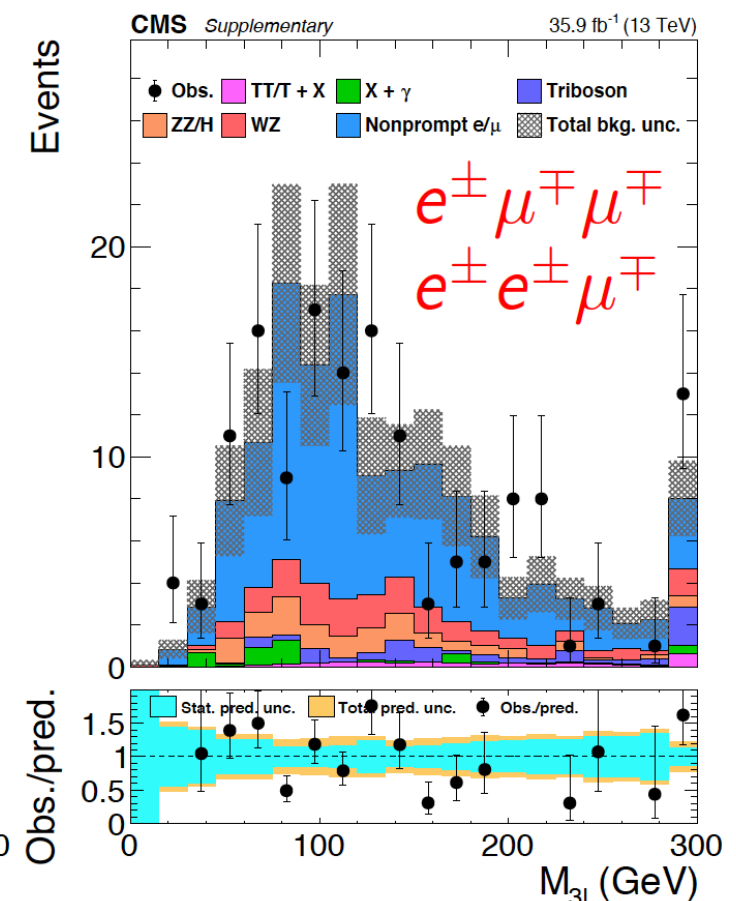 CMS Supplementary 35.9 fb⁻¹ (13 TeV)
Events
Obs. TT/T + X X + γ Triboson
ZZ/H WZ Nonprompt e/μ Total bkg. unc.
e± μ∓ μ∓
e± e± μ∓
20
10
0
Obs./pred.
Stat. pred. unc. Total pred. unc. Obs./pred.
1.5
1
0.5
0
0 0 100 200 300
M3l (GeV)